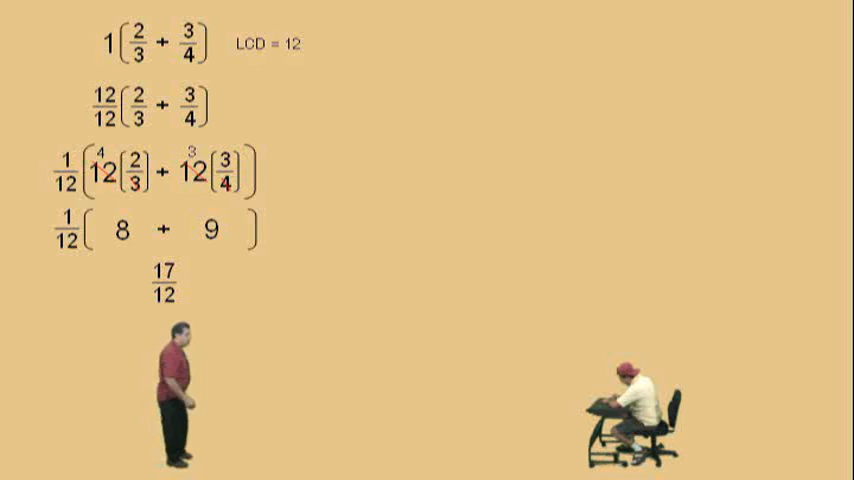 1(2/3 + 3/4) LCD = 12
12/12(2/3 + 3/4)
1/12(12(2/3) + 12(3/4)) 4 3
1/12( 8 + 9 )
17/12